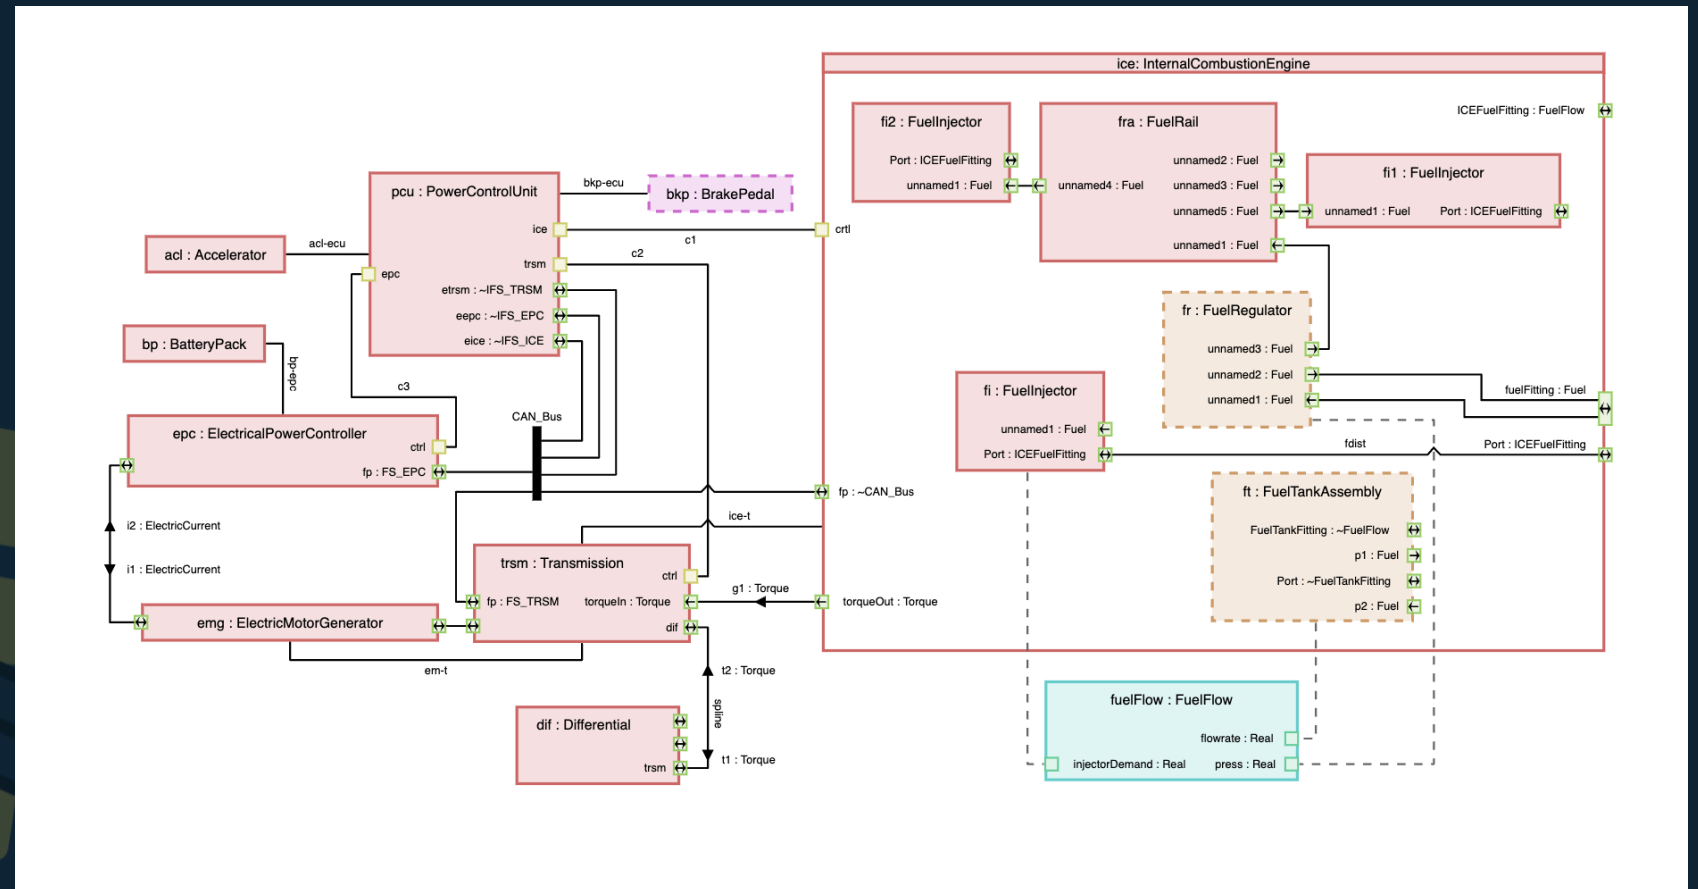 ice: InternalCombustionEngine
ICEFuelFitting : FuelFlow
fi2 : FuelInjector
Port : ICEFuelFitting
unnamed1 : Fuel
fra : FuelRail
unnamed4 : Fuel
unnamed2 : Fuel
unnamed3 : Fuel
unnamed5 : Fuel
unnamed1 : Fuel
fi1 : FuelInjector
unnamed1 : Fuel
Port : ICEFuelFitting
pcu : PowerControlUnit
ice
trsm
etrsm : ~IFS_TRSM
eepc : ~IFS_EPC
eice : ~IFS_ICE
epc
bkp-ecu
bkp : BrakePedal
c1
crtl
c2
acl : Accelerator
acl-ecu
bp : BatteryPack
bp-epc
c3
CAN_Bus
epc : ElectricalPowerController
ctrl
fp : FS_EPC
fr : FuelRegulator
unnamed3 : Fuel
unnamed2 : Fuel
unnamed1 : Fuel
fuelFitting : Fuel
fi : FuelInjector
unnamed1 : Fuel
Port : ICEFuelFitting
fdist
Port : ICEFuelFitting
fp : ~CAN_Bus
ice-t
ft : FuelTankAssembly
FuelTankFitting : ~FuelFlow
p1 : Fuel
Port : ~FuelTankFitting
p2 : Fuel
i2 : ElectricCurrent
i1 : ElectricCurrent
trsm : Transmission
ctrl
fp : FS_TRSM
torqueIn : Torque
dif
g1 : Torque
torqueOut : Torque
emg : ElectricMotorGenerator
em-t
t2 : Torque
spline
t1 : Torque
dif : Differential
trsm
fuelFlow : FuelFlow
flowrate : Real
injectorDemand : Real
press : Real